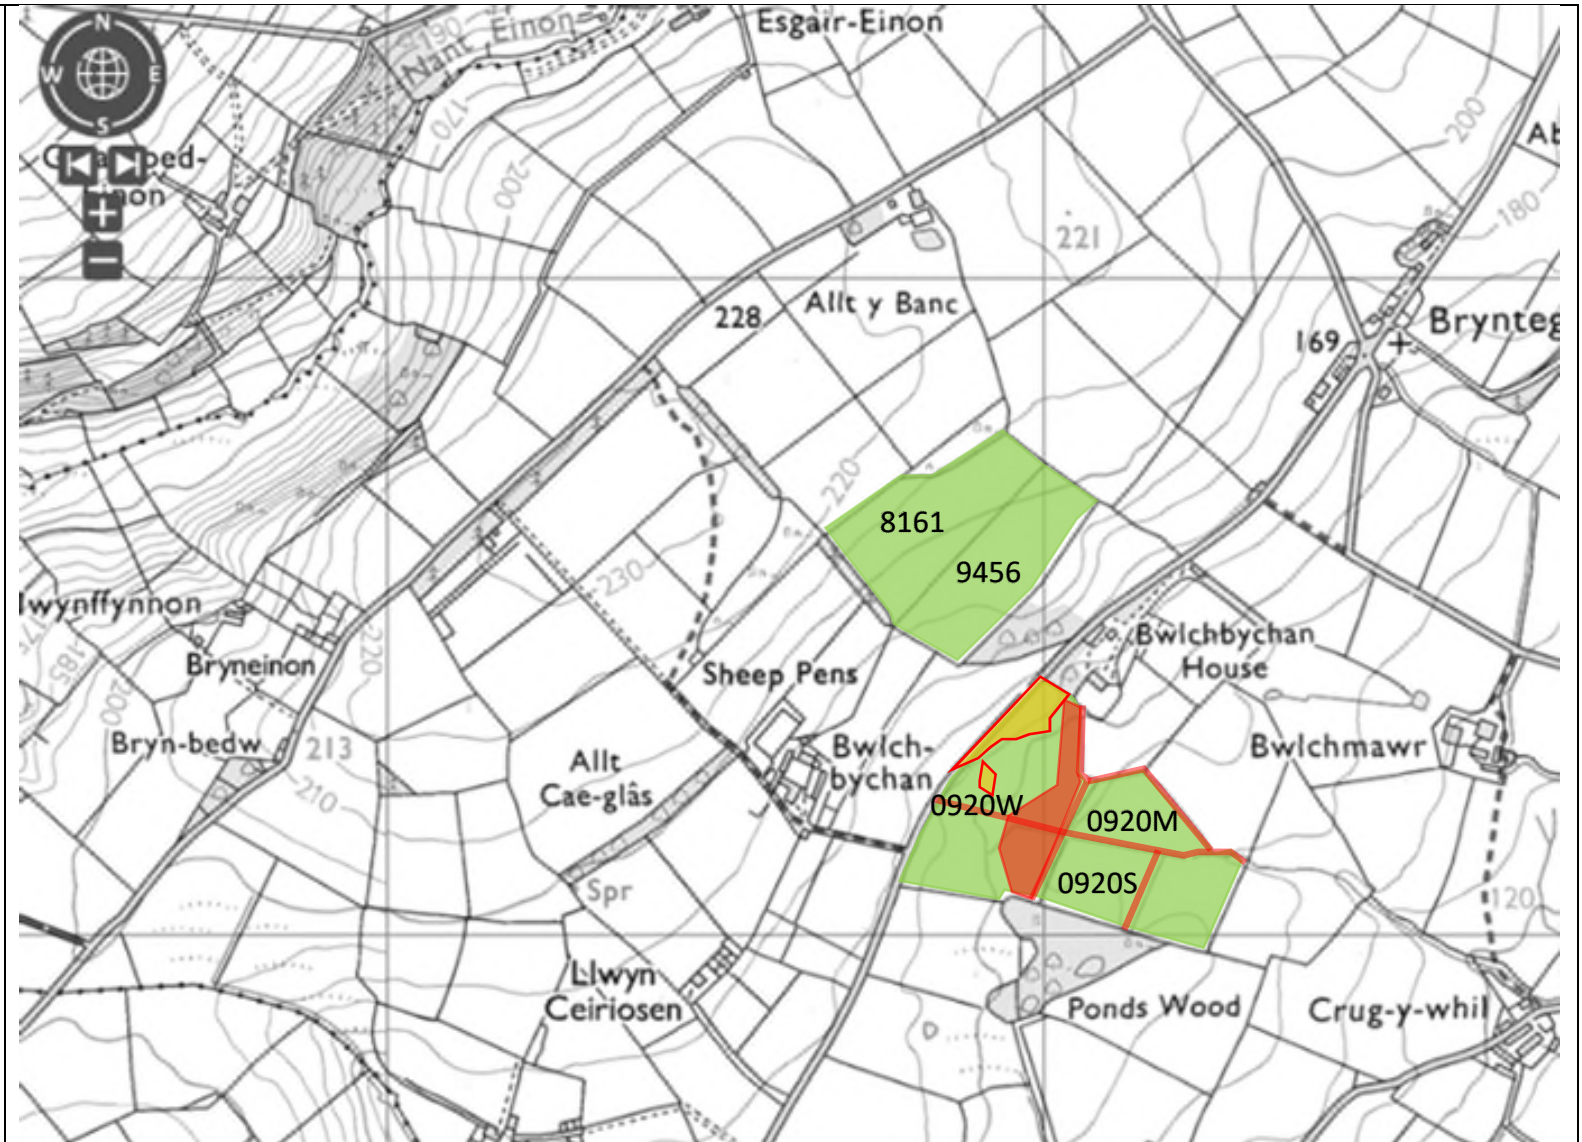 N
W
E
S
190
Nant Einon
Esgair-Einon
170
200
200
180
221
228
Allt y Banc
169
220
8161
9456
230
Bryneinon
220
185
200
Sheep Pens
Bwlchbychan
House
Bryn-bedw
213
210
Allt
Cae-glâs
Bwlch-
bychan
Bwlchmawr
0920W
0920M
0920S
Spr
120
Llwyn
Ceiriosen
Ponds Wood
Crug-y-whil